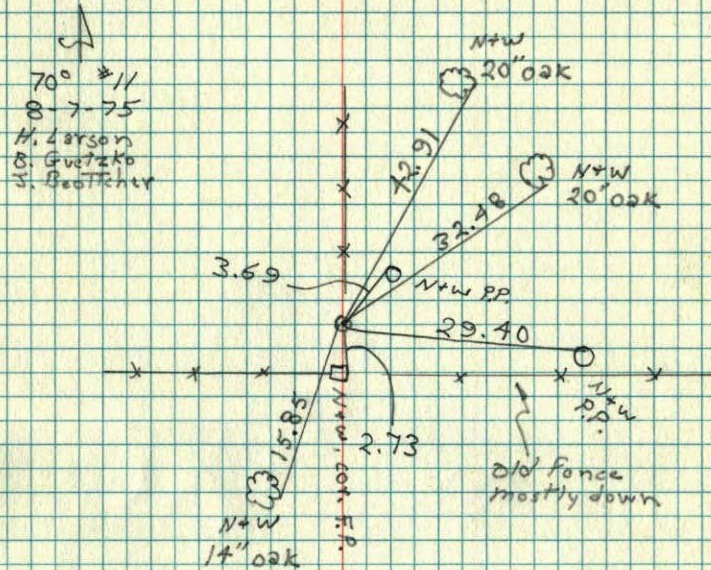 70° #11
8-7-75
H. Larson
B. Guetzko
J. Beottcher
N+W
20" oak
42.91
N+W
20" oak
32.48
3.69
N+W P.P.
29.40
N+W
P.P.
15.85
2.73
N+W. cor. F.P.
old fence
mostly down
N+W
14" oak